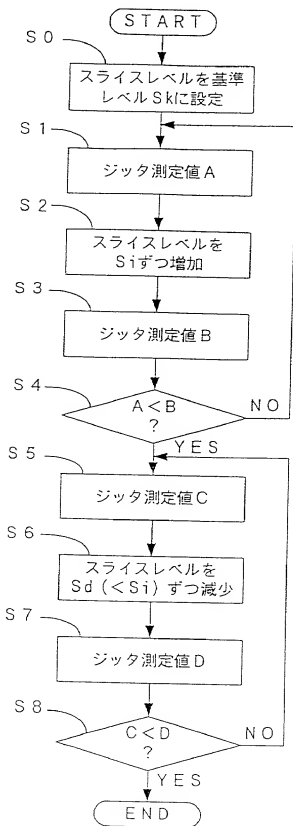 START
S0
スライスレベルを基準
レベルSkに設定
S1
ジッタ測定値A
S2
スライスレベルを
Siずつ増加
S3
ジッタ測定値B
S4
A<B
?
NO
YES
S5
ジッタ測定値C
S6
スライスレベルを
Sd(<Si)ずつ減少
S7
ジッタ測定値D
S8
C<D
?
NO
YES
END